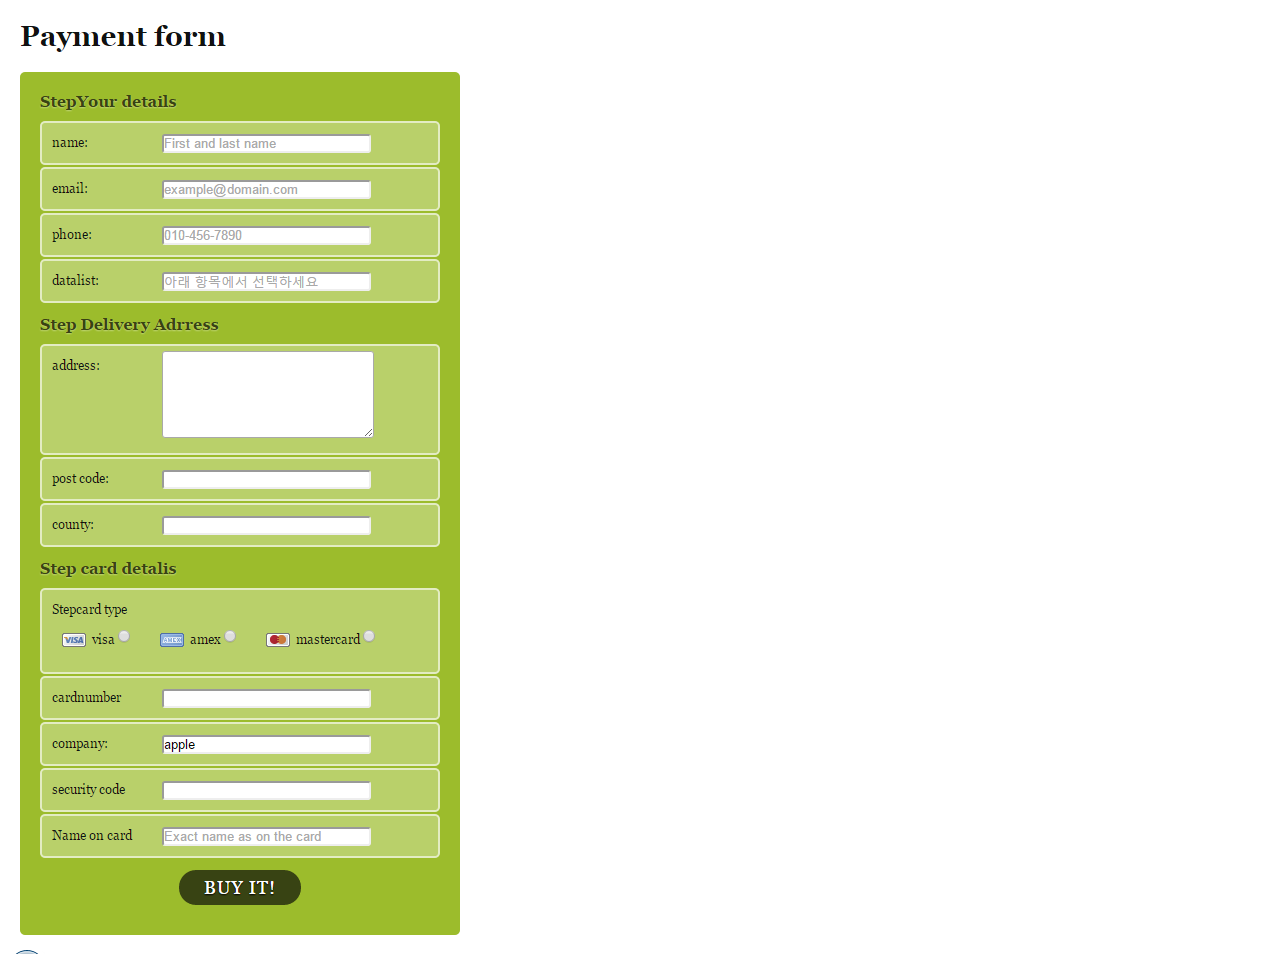 Payment form
StepYour details
name: First and last name
email: example@domain.com
phone: 010-456-7890
datalist: 아래 항목에서 선택하세요
Step Delivery Adrress
address:
post code:
county:
Step card detalis
Stepcard type
VISA visa AMEX amex mastercard
cardnumber
company: apple
security code
Name on card Exact name as on the card
BUY IT!